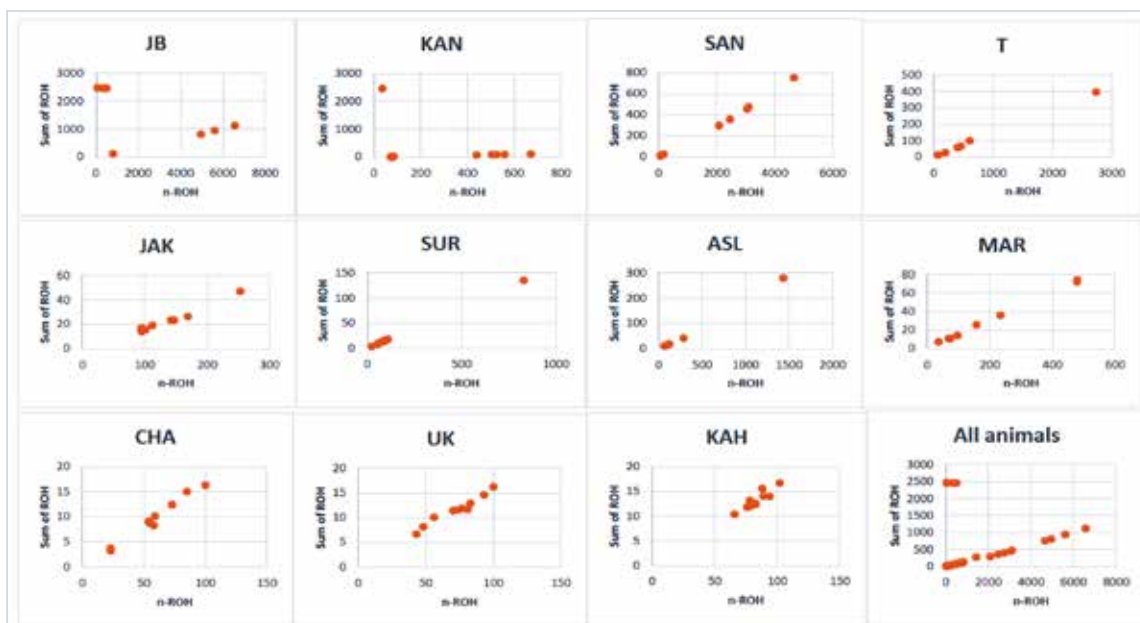 JB
Sum of ROH
3000
2000
1000
0
0 2000 4000 6000 8000
n-ROH
KAN
Sum of ROH
3000
2000
1000
0
0 200 400 600 800
n-ROH
SAN
Sum of ROH
800
600
400
200
0
0 2000 4000 6000
n-ROH
T
Sum of ROH
500
400
300
200
100
0
0 1000 2000 3000
n-ROH
JAK
Sum of ROH
60
40
20
0
0 100 200 300
n-ROH
SUR
Sum of ROH
150
100
50
0
0 500 1000
n-ROH
ASL
Sum of ROH
300
200
100
0
0 500 1000 1500 2000
n-ROH
MAR
Sum of ROH
80
60
40
20
0
0 200 400 600
n-ROH
CHA
Sum of ROH
20
15
10
5
0
0 50 100 150
n-ROH
UK
Sum of ROH
20
15
10
5
0
0 50 100 150
n-ROH
KAH
Sum of ROH
20
15
10
5
0
0 50 100 150
n-ROH
All animals
Sum of ROH
3000
2500
2000
1500
1000
500
0
0 2000 4000 6000 8000
n-ROH